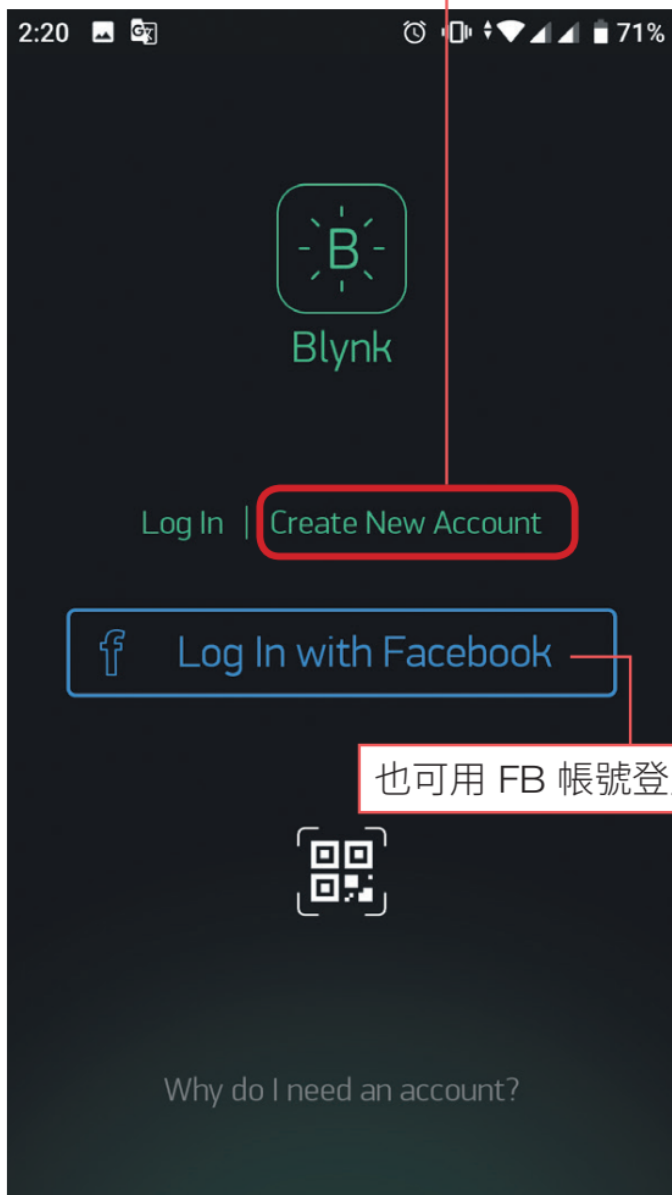 2:20 71%
B
Blynk
Log In | Create New Account
f Log In with Facebook
也可用 FB 帳號登
Why do I need an account?